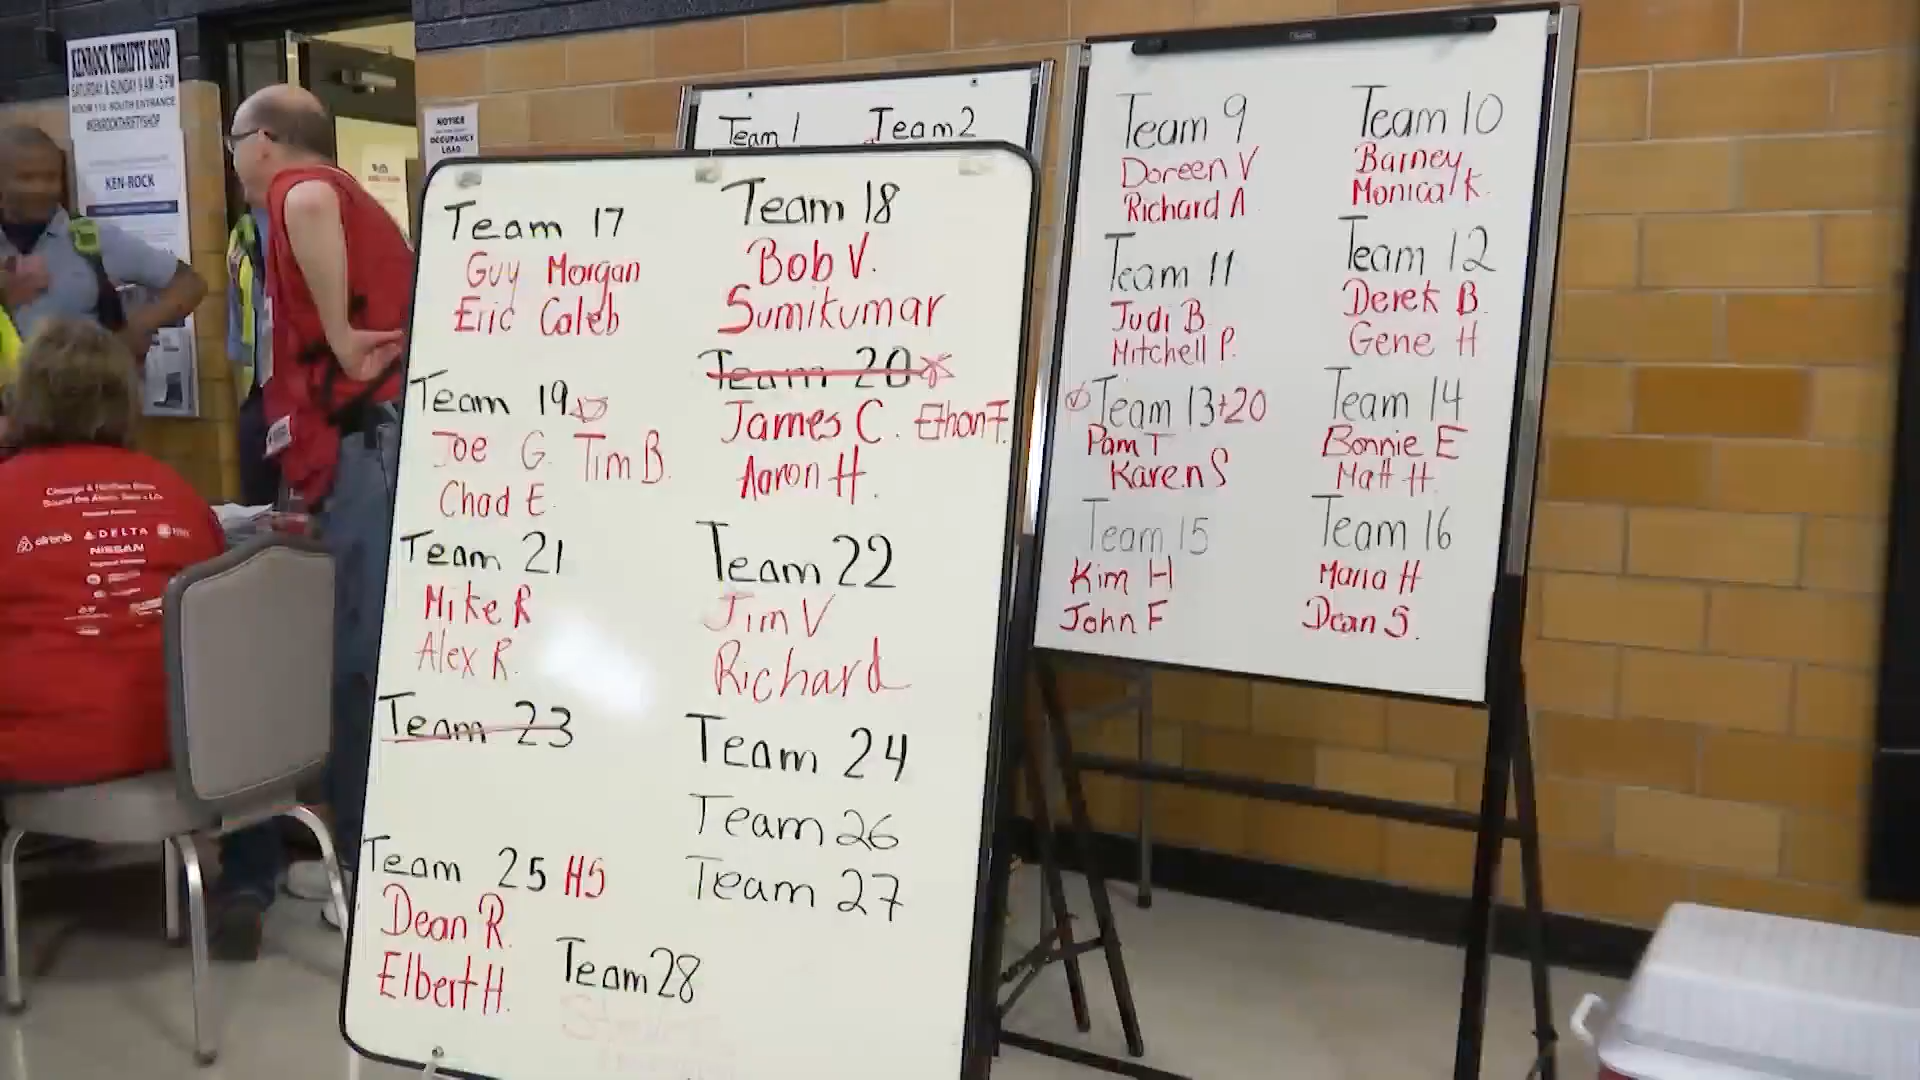 KENROCK THRIFTY SHOP
SATURDAY & SUNDAY 9 AM - 5 PM
ROOM 110 SOUTH ENTRANCE
#KENROCKTHRIFTYSHOP
KEN-ROCK
NOTICE
OCCUPANCY
LOAD
airbnb
DELTA
NISSAN
Team 1 Team 2
Team 17
Guy Morgan
Eric Caleb
Team 18
Bob V.
Sumikumar
Team 19
Joe G. Tim B.
Chad E.
Team 20
James C. Ethan F.
Aaron H.
Team 21
Mike R
Alex R.
Team 22
Jim V
Richard
Team 23
Team 24
Team 25 HS
Dean R.
Elbert H.
Team 26
Team 27
Team 28
Team 9
Doreen V
Richard A
Team 10
Barney
Monica K.
Team 11
Judi B
Mitchell P.
Team 12
Derek B.
Gene H
Team 13+20
Pam T
Karen S
Team 14
Bonnie E
Matt H.
Team 15
Kim H
John F
Team 16
Maria H
Dean S.